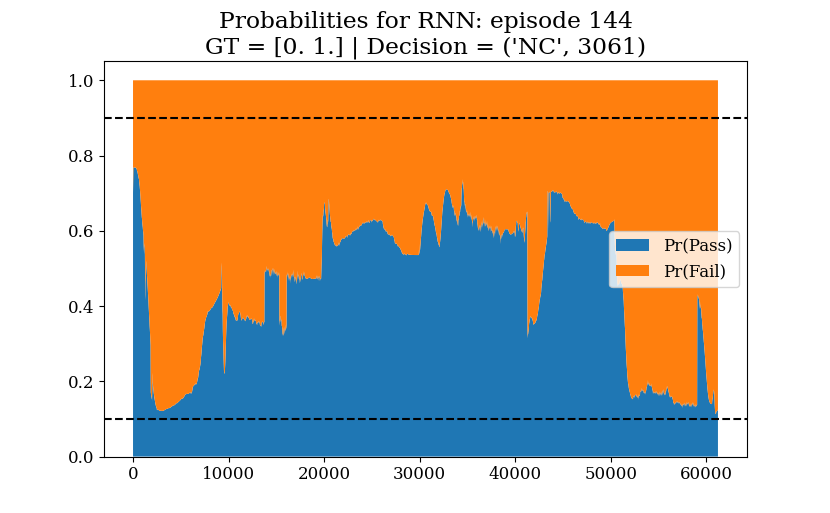 Probabilities for RNN: episode 144
GT = [0. 1.] | Decision = ('NC', 3061)
1.0
0.8
0.6
0.4
0.2
0.0
Pr(Pass)
Pr(Fail)
0 10000 20000 30000 40000 50000 60000